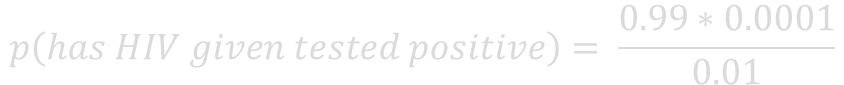 p(has HIV given tested positive) = 0.99 * 0.0001 / 0.01